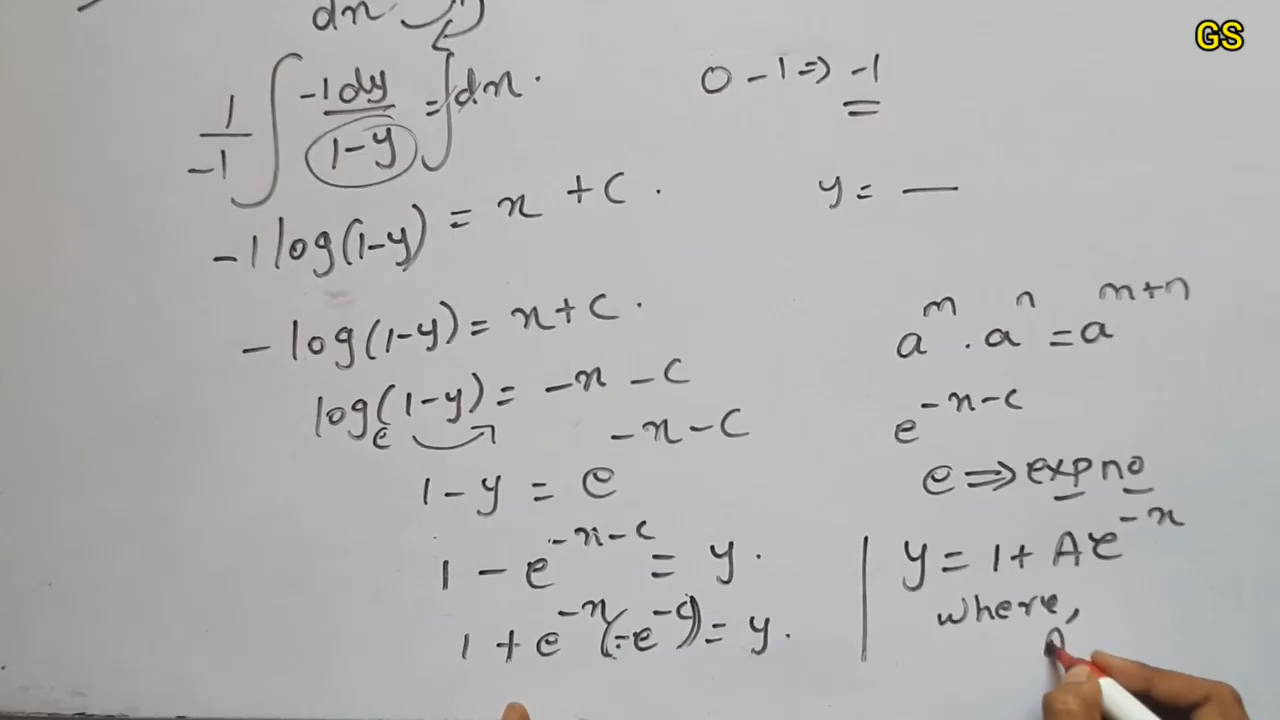 dx
GS
1/-1 ∫ -1dy/1-y = ∫dx.
0 - 1 ⇒ -1
-1 log(1-y) = x + C.
y = —
-log(1-y) = x + C.
a^m . a^n = a^m+n
log_e(1-y) = -x - C
e^-x-C
1 - y = e^-x-C
e ⇒ exp no
1 - e^-x-C = y.
y = 1 + Ae^-x
where,
1 + e^-x(-e^-C) = y.